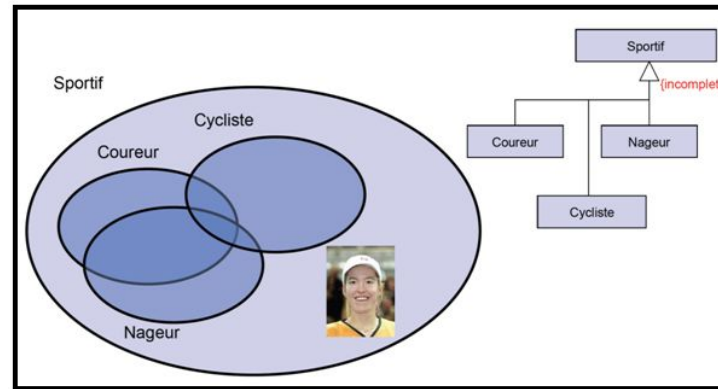 Sportif
Cycliste
Coureur
Nageur
Sportif
{incomplet
Coureur
Nageur
Cycliste